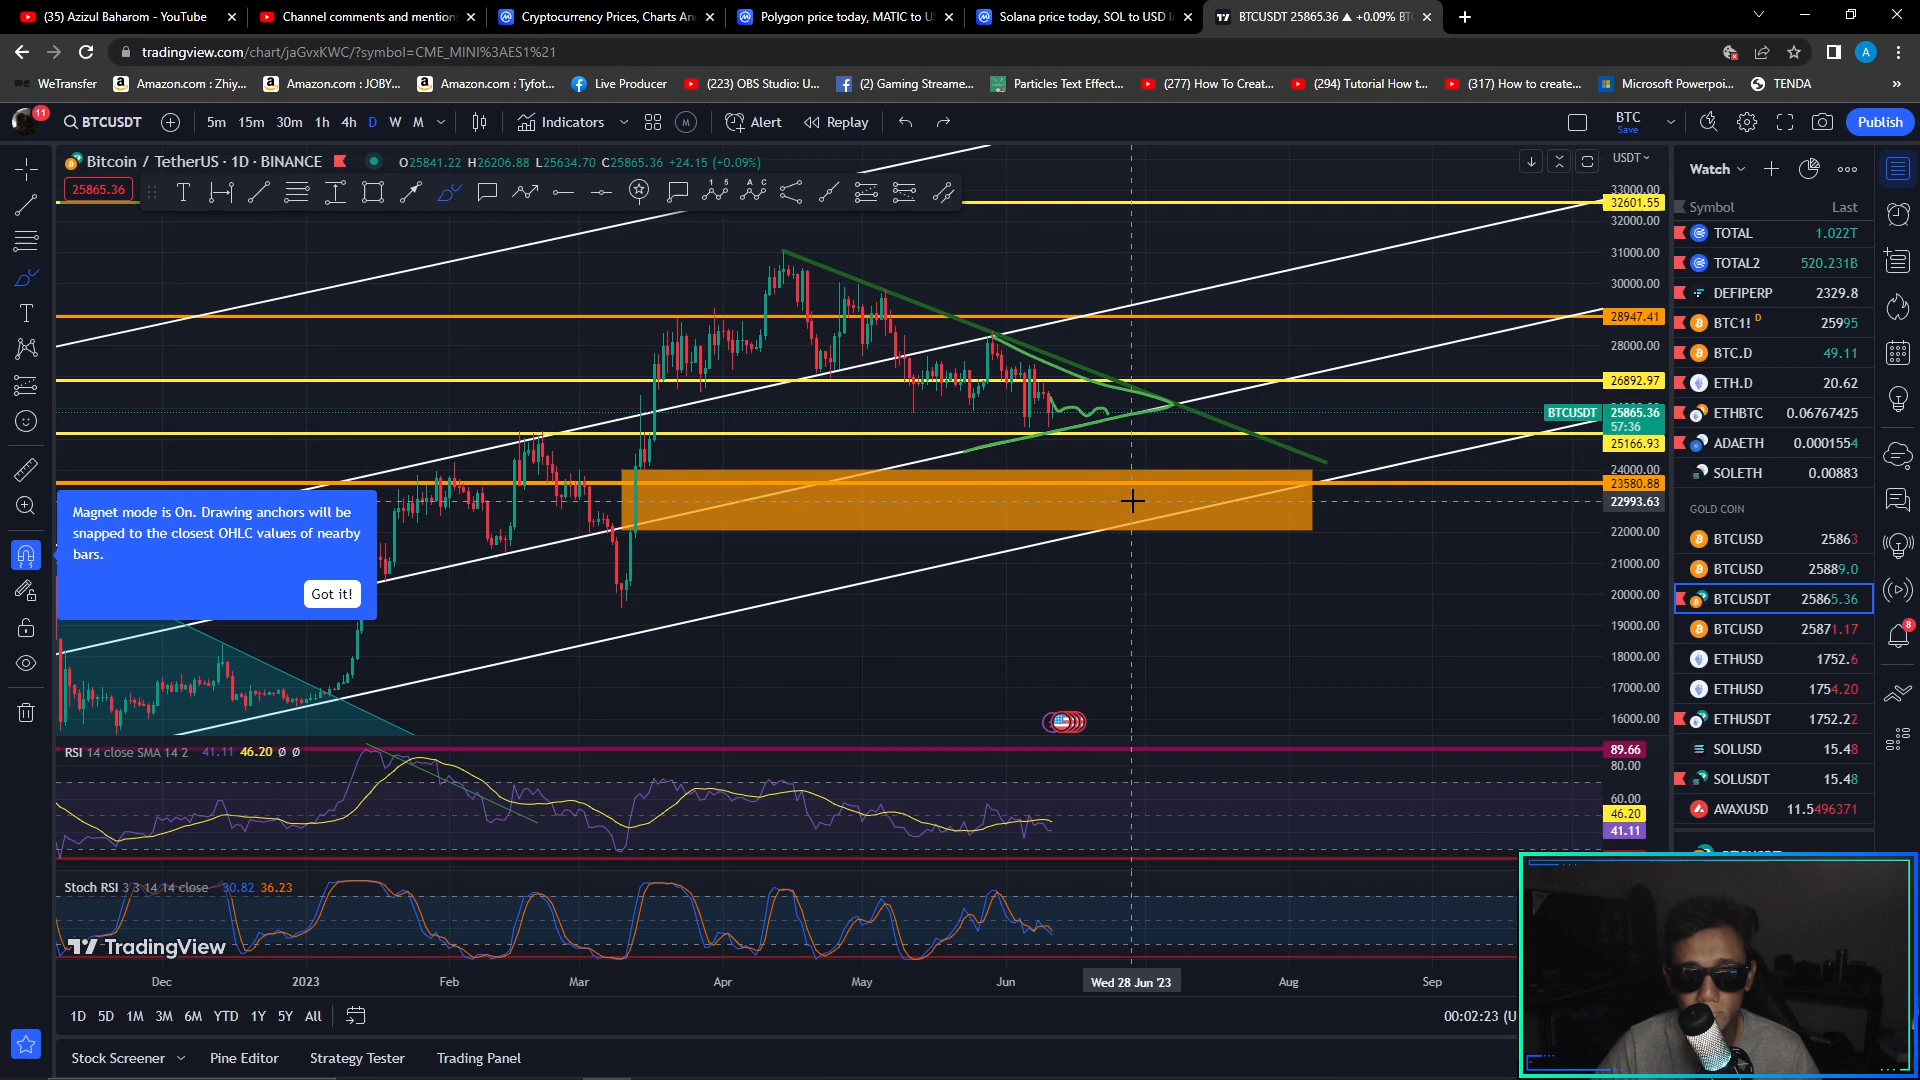 (35) Azizul Baharom - YouTube
Channel comments and mention
Cryptocurrency Prices, Charts An
Polygon price today, MATIC to U
Solana price today, SOL to USD li
BTCUSDT 25865.36 ▲ +0.09% BT
tradingview.com/chart/jaGvxKWC/?symbol=CME_MINI%3AES1%21
A
WeTransfer
Amazon.com : Zhiy...
Amazon.com : JOBY...
Amazon.com : Tyfot...
Live Producer
(223) OBS Studio: U...
(2) Gaming Streame...
Particles Text Effect...
(277) How To Creat...
(294) Tutorial How t...
(317) How to create...
Microsoft Powerpoi...
TENDA
»
11
BTCUSDT
5m 15m 30m 1h 4h D W M
Indicators
M
Alert
Replay
BTC
Save
Publish
Bitcoin / TetherUS · 1D · BINANCE
O25841.22 H26206.88 L25634.70 C25865.36 +24.15 (+0.09%)
25865.36
USDT
33000.00
32601.55
32000.00
31000.00
30000.00
28947.41
28000.00
26892.97
BTCUSDT 25865.36
57:36
25166.93
24000.00
23580.88
22993.63
22000.00
21000.00
20000.00
19000.00
18000.00
17000.00
16000.00
Magnet mode is On. Drawing anchors will be
snapped to the closest OHLC values of nearby
bars.
Got it!
RSI 14 close SMA 14 2 41.11 46.20 Ø Ø
89.66
80.00
60.00
46.20
41.11
Stoch RSI 3 3 14 14 close 30.82 36.23
TradingView
Dec
2023
Feb
Mar
Apr
May
Jun
Wed 28 Jun '23
Aug
Sep
1D 5D 1M 3M 6M YTD 1Y 5Y All
00:02:23 (U
Stock Screener
Pine Editor
Strategy Tester
Trading Panel
Watch
Symbol Last
TOTAL 1.022T
TOTAL2 520.231B
DEFIPERP 2329.8
BTC1! D 25995
BTC.D 49.11
ETH.D 20.62
ETHBTC 0.06767425
ADAETH 0.0001554
SOLETH 0.00883
GOLD COIN
BTCUSD 25863
BTCUSD 25889.0
BTCUSDT 25865.36
BTCUSD 25871.17
ETHUSD 1752.6
ETHUSD 1754.20
ETHUSDT 1752.22
SOLUSD 15.48
SOLUSDT 15.48
AVAXUSD 11.5496371
8